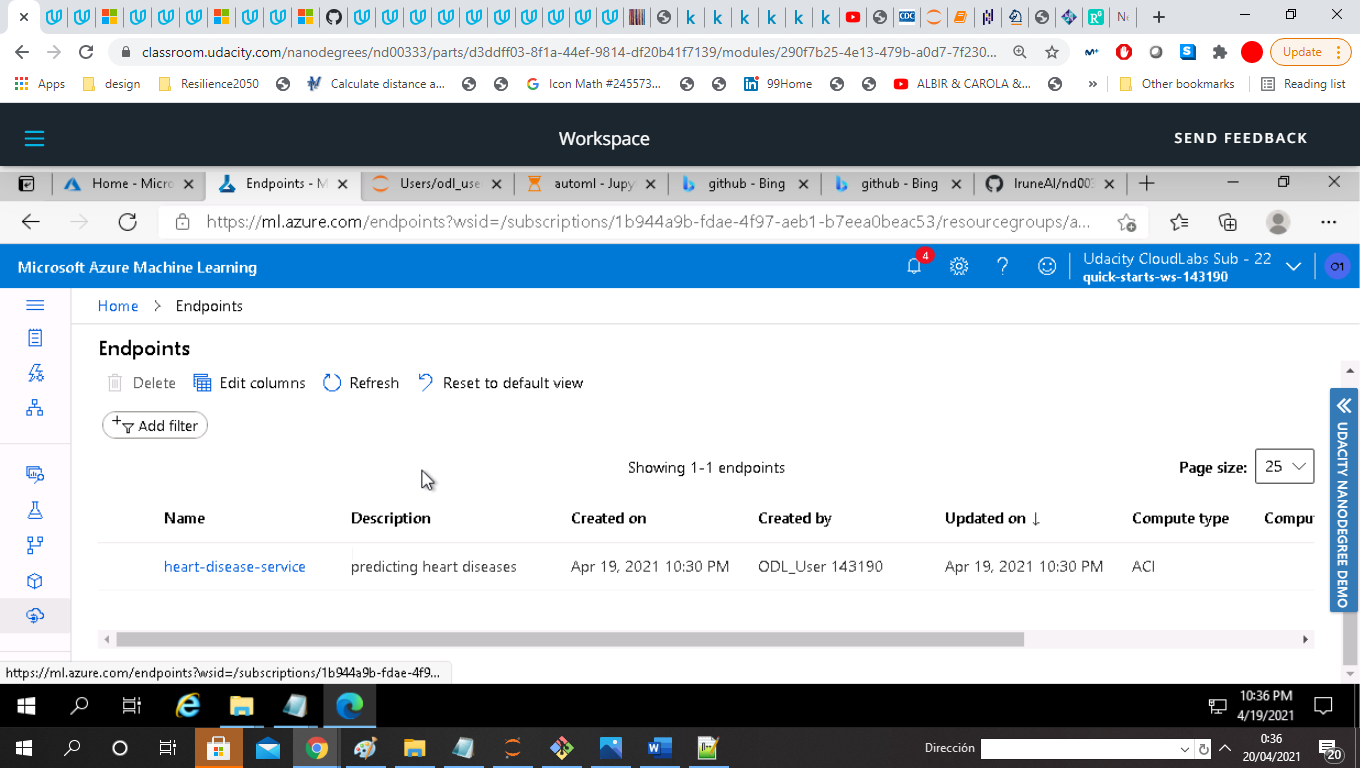 classroom.udacity.com/nanodegrees/nd00333/parts/d3ddff03-8f1a-44ef-9814-df20b41f7139/modules/290f7b25-4e13-479b-a0d7-7f230...
Update
Apps design Resilience2050 Calculate distance a... Icon Math #245573... 99Home ALBIR & CAROLA &... » Other bookmarks Reading list
Workspace
SEND FEEDBACK
Home - Micro Endpoints - M Users/odl_use automl - Jupy github - Bing github - Bing IruneAI/nd00
https://ml.azure.com/endpoints?wsid=/subscriptions/1b944a9b-fdae-4f97-aeb1-b7eea0beac53/resourcegroups/a...
Microsoft Azure Machine Learning
4
Udacity CloudLabs Sub - 22
quick-starts-ws-143190
O1
Home > Endpoints
Endpoints
Delete Edit columns Refresh Reset to default view
Add filter
Showing 1-1 endpoints
Page size: 25
UDACITY NANODEGREE DEMO
Name Description Created on Created by Updated on ↓ Compute type Comput
heart-disease-service predicting heart diseases Apr 19, 2021 10:30 PM ODL_User 143190 Apr 19, 2021 10:30 PM ACI
https://ml.azure.com/endpoints?wsid=/subscriptions/1b944a9b-fdae-4f9...
10:36 PM
4/19/2021
Dirección
0:36
20/04/2021
20